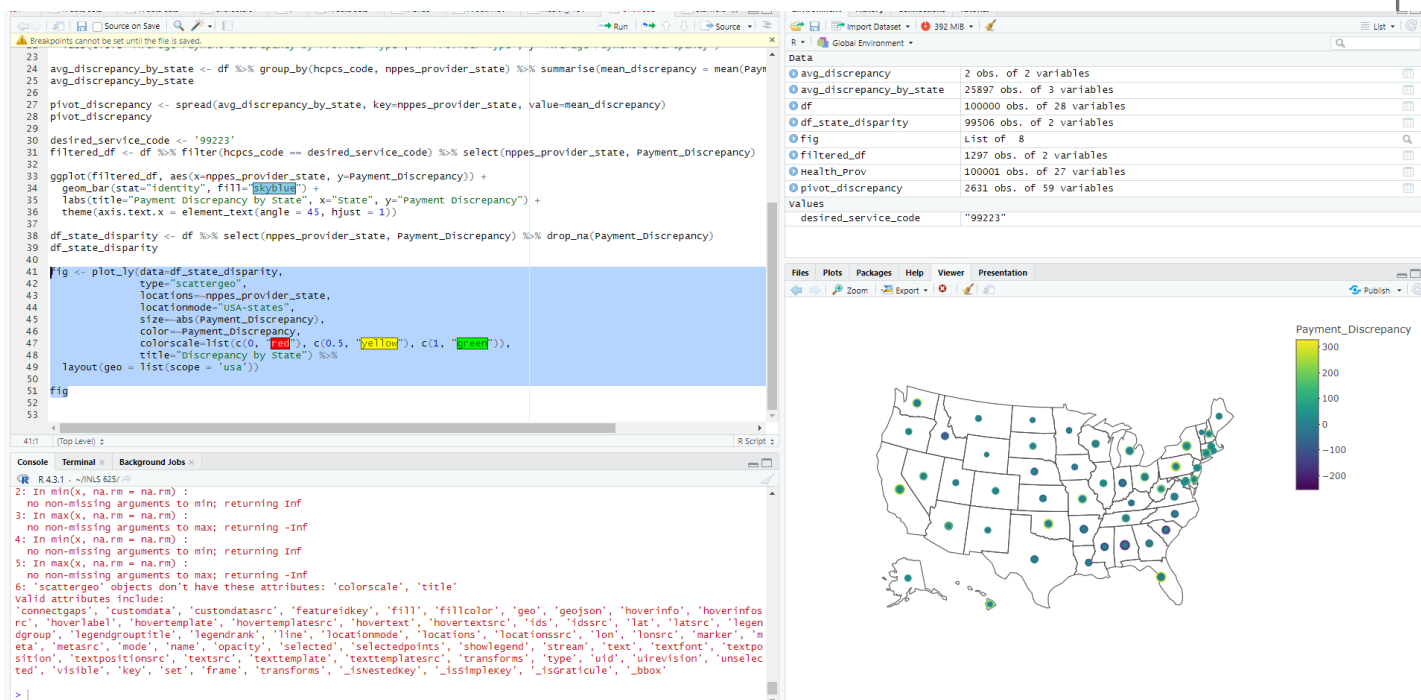 Source on Save
Run
Source
Import Dataset
392 MiB
List
Breakpoints cannot be set until the file is saved.
R
Global Environment
23
24 avg_discrepancy_by_state <- df %>% group_by(hcpcs_code, nppes_provider_state) %>% summarise(mean_discrepancy = mean(Paym
25 avg_discrepancy_by_state
26
27 pivot_discrepancy <- spread(avg_discrepancy_by_state, key=nppes_provider_state, value=mean_discrepancy)
28 pivot_discrepancy
29
30 desired_service_code <- '99223'
31 filtered_df <- df %>% filter(hcpcs_code == desired_service_code) %>% select(nppes_provider_state, Payment_Discrepancy)
32
33 ggplot(filtered_df, aes(x=nppes_provider_state, y=Payment_Discrepancy)) +
34 geom_bar(stat="identity", fill="skyblue") +
35 labs(title="Payment Discrepancy by State", x="State", y="Payment Discrepancy") +
36 theme(axis.text.x = element_text(angle = 45, hjust = 1))
37
38 df_state_disparity <- df %>% select(nppes_provider_state, Payment_Discrepancy) %>% drop_na(Payment_Discrepancy)
39 df_state_disparity
40
41 fig <- plot_ly(data=df_state_disparity,
42 type="scattergeo",
43 locations=~nppes_provider_state,
44 locationmode="USA-states",
45 size=~abs(Payment_Discrepancy),
46 color=~Payment_Discrepancy,
47 colorscale=list(c(0, "red"), c(0.5, "yellow"), c(1, "green")),
48 title="Discrepancy by State") %>%
49 layout(geo = list(scope = 'usa'))
50
51 fig
52
53
41:1 (Top Level) R Script
Data
avg_discrepancy 2 obs. of 2 variables
avg_discrepancy_by_state 25897 obs. of 3 variables
df 100000 obs. of 28 variables
df_state_disparity 99506 obs. of 2 variables
fig List of 8
filtered_df 1297 obs. of 2 variables
Health_Prov 100001 obs. of 27 variables
pivot_discrepancy 2631 obs. of 59 variables
Values
desired_service_code "99223"
Files Plots Packages Help Viewer Presentation
Zoom Export Publish
Payment_Discrepancy
300
200
100
0
−100
−200
Console Terminal Background Jobs
R 4.3.1 · ~/INLS 625/
2: In min(x, na.rm = na.rm) :
no non-missing arguments to min; returning Inf
3: In max(x, na.rm = na.rm) :
no non-missing arguments to max; returning -Inf
4: In min(x, na.rm = na.rm) :
no non-missing arguments to min; returning Inf
5: In max(x, na.rm = na.rm) :
no non-missing arguments to max; returning -Inf
6: 'scattergeo' objects don't have these attributes: 'colorscale', 'title'
Valid attributes include:
'connectgaps', 'customdata', 'customdatasrc', 'featureidkey', 'fill', 'fillcolor', 'geo', 'geojson', 'hoverinfo', 'hoverinfos
rc', 'hoverlabel', 'hovertemplate', 'hovertemplatesrc', 'hovertext', 'hovertextsrc', 'ids', 'idssrc', 'lat', 'latsrc', 'legen
dgroup', 'legendgrouptitle', 'legendrank', 'line', 'locationmode', 'locations', 'locationssrc', 'lon', 'lonsrc', 'marker', 'm
eta', 'metasrc', 'mode', 'name', 'opacity', 'selected', 'selectedpoints', 'showlegend', 'stream', 'text', 'textfont', 'textpo
sition', 'textpositionsrc', 'textsrc', 'texttemplate', 'texttemplatesrc', 'transforms', 'type', 'uid', 'uirevision', 'unselec
ted', 'visible', 'key', 'set', 'frame', 'transforms', '_isNestedKey', '_isSimpleKey', '_isGraticule', '_bbox'
>